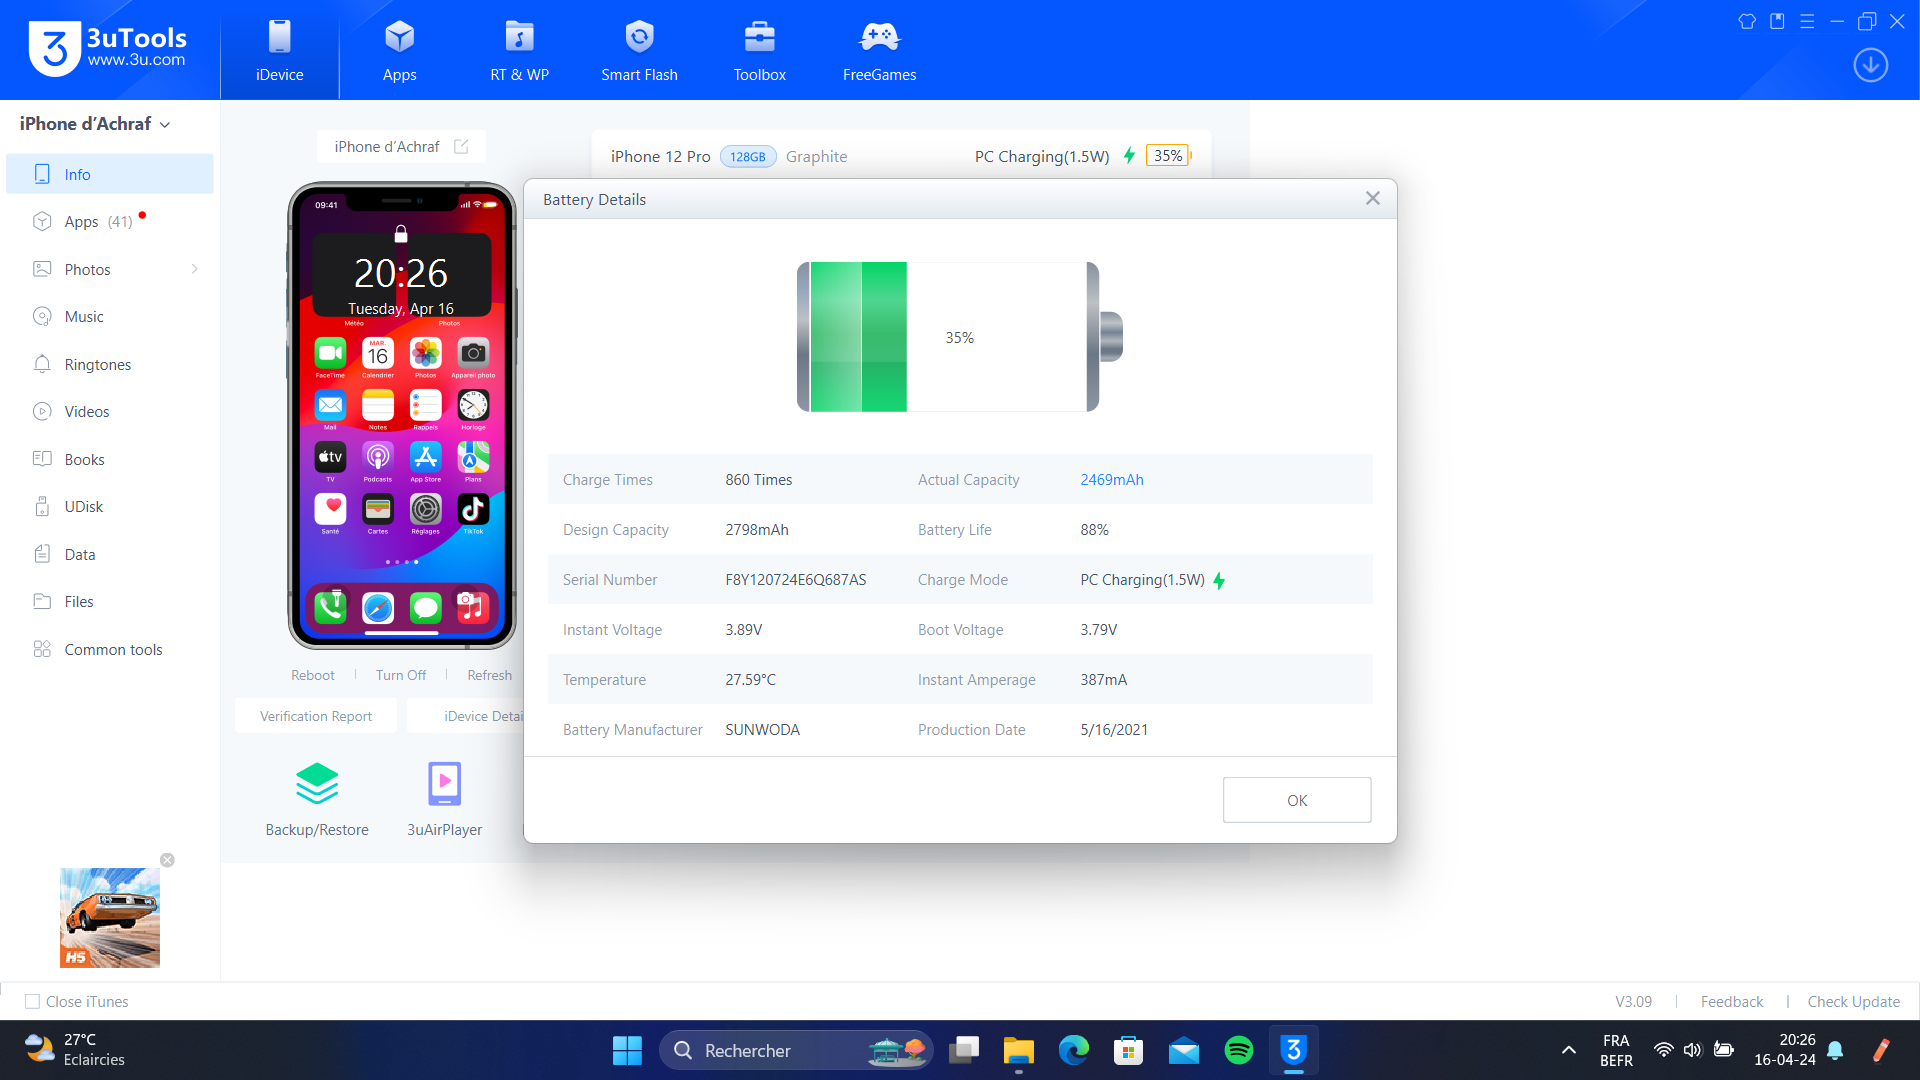 3uTools
www.3u.com
iDevice
Apps
RT & WP
Smart Flash
Toolbox
FreeGames
iPhone d’Achraf
Info
Apps (41)
Photos
Music
Ringtones
Videos
Books
UDisk
Data
Files
Common tools
iPhone d’Achraf
iPhone 12 Pro 128GB Graphite PC Charging(1.5W) 35%
09:41
20:26
Tuesday, Apr 16
Météo Photos
MAR.
16
FaceTime Calendrier Photos Appareil photo
Mail Notes Rappels Horloge
tv
TV Podcasts App Store Plans
Santé Cartes Réglages TikTok
Reboot Turn Off Refresh
Verification Report iDevice Detai
Backup/Restore 3uAirPlayer
Battery Details
35%
Charge Times 860 Times Actual Capacity 2469mAh
Design Capacity 2798mAh Battery Life 88%
Serial Number F8Y120724E6Q687AS Charge Mode PC Charging(1.5W)
Instant Voltage 3.89V Boot Voltage 3.79V
Temperature 27.59°C Instant Amperage 387mA
Battery Manufacturer SUNWODA Production Date 5/16/2021
OK
H5
Close iTunes
V3.09 Feedback Check Update
27°C
Eclaircies
Rechercher
FRA
BEFR
20:26
16-04-24